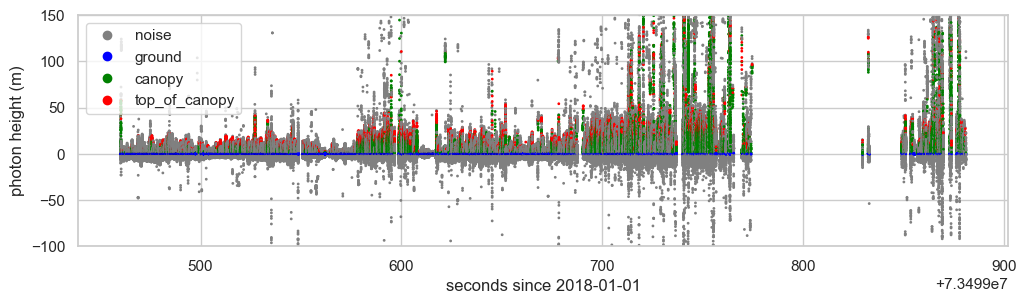 150
100
50
0
−50
−100
photon height (m)
noise
ground
canopy
top_of_canopy
500
600
700
800
900
+7.3499e7
seconds since 2018-01-01